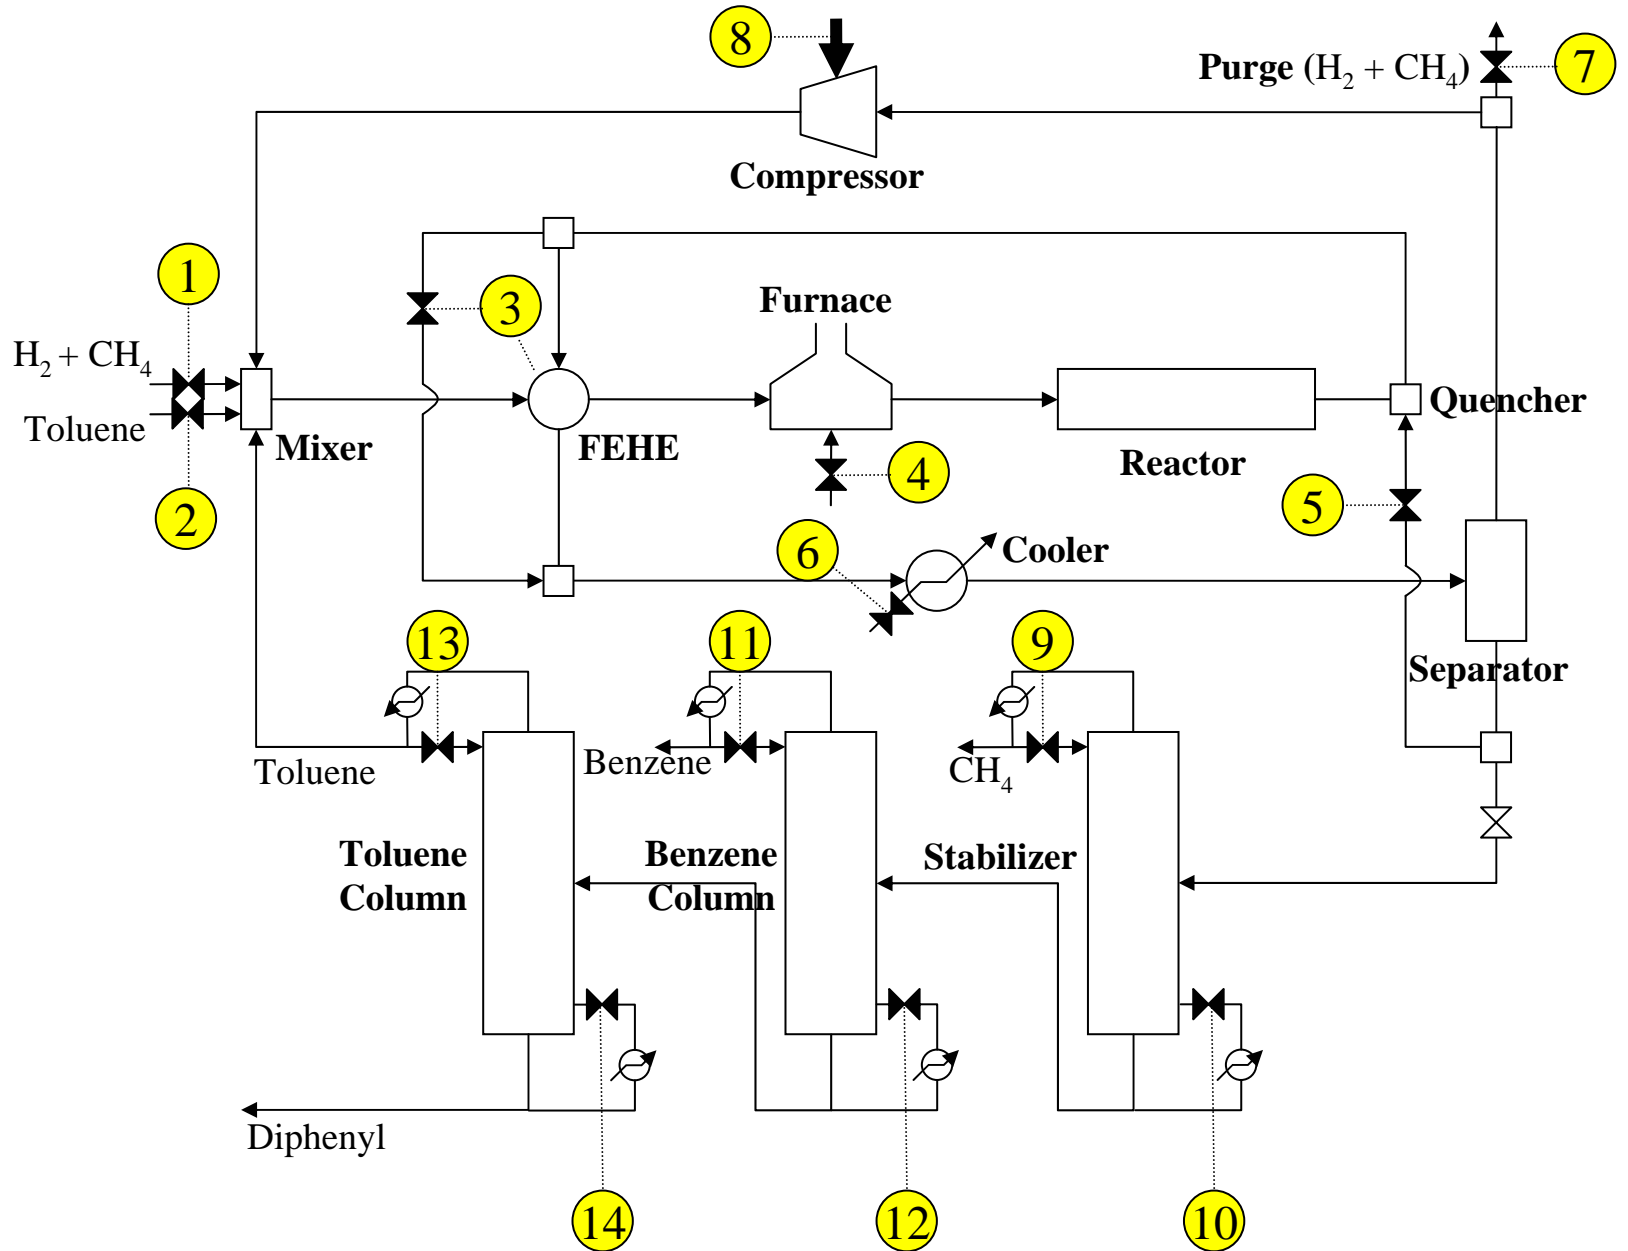 8
Purge (H₂ + CH₄)
7
Compressor
1
3
Furnace
H₂ + CH₄
Toluene
Mixer
FEHE
Quencher
Reactor
4
5
2
6
Cooler
13
11
9
Separator
Toluene
Benzene
CH₄
Toluene
Column
Benzene
Column
Stabilizer
Diphenyl
14
12
10